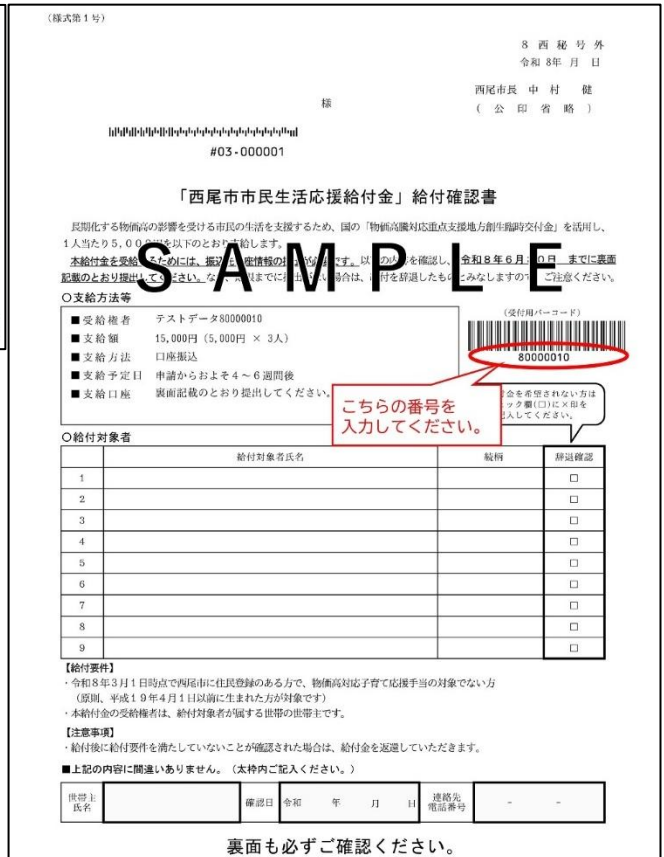 （様式第１号）
８ 西 秘 号 外
令和 8年 月 日
西尾市長 中 村 健
（ 公 印 省 略 ）
様
#03-000001
「西尾市市民生活応援給付金」給付確認書
長期化する物価高の影響を受ける市民の生活を支援するため、国の「物価高騰対応重点支援地方創生臨時交付金」を活用し、
１人当たり５，０００円を以下のとおり支給します。
本給付金を受給するためには、振込口座情報の提出が必要です。以下の内容を確認し、令和８年６月 ０日 までに裏面
記載のとおり提出してください。なお、期限までに提出がない場合は、給付を辞退したものとみなしますので、ご注意ください。
SAMPLE
○支給方法等
■受給権者 テストデータ80000010
■支給額 15,000円（5,000円 × 3人）
■支給方法 口座振込
■支給予定日 申請からおよそ４～６週間後
■支給口座 裏面記載のとおり提出してください。
（受付用バーコード）
80000010
こちらの番号を
入力してください。
金を希望されない方は
ック欄(□)に×印を
入してください。
○給付対象者
給付対象者氏名 続柄 辞退確認
1 □
2 □
3 □
4 □
5 □
6 □
7 □
8 □
9 □
【給付要件】
・令和８年３月１日時点で西尾市に住民登録のある方で、物価高対応子育て応援手当の対象でない方
（原則、平成１９年４月１日以前に生まれた方が対象です）
・本給付金の受給権者は、給付対象者が属する世帯の世帯主です。
【注意事項】
・給付後に給付要件を満たしていないことが確認された場合は、給付金を返還していただきます。
■上記の内容に間違いありません。（太枠内ご記入ください。）
世帯主
氏名
確認日 令和 年 月 日
連絡先
電話番号
－ －
裏面も必ずご確認ください。